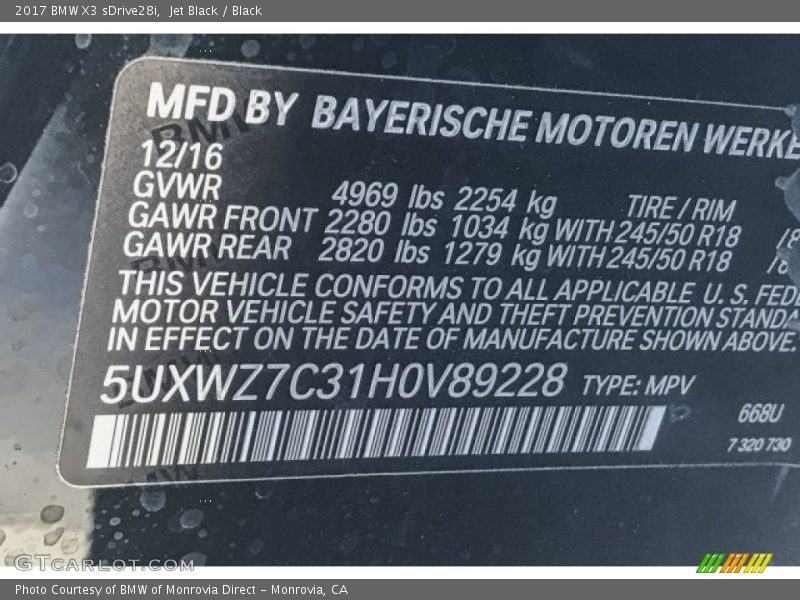 2017 BMW X3 sDrive28i, Jet Black / Black
MFD BY BAYERISCHE MOTOREN WERKE
12/16
GVWR 4969 lbs 2254 kg TIRE / RIM
GAWR FRONT 2280 lbs 1034 kg WITH 245/50 R18 /8
GAWR REAR 2820 lbs 1279 kg WITH 245/50 R18 /8
THIS VEHICLE CONFORMS TO ALL APPLICABLE U. S. FEDE
MOTOR VEHICLE SAFETY AND THEFT PREVENTION STANDA
IN EFFECT ON THE DATE OF MANUFACTURE SHOWN ABOVE.
5UXWZ7C31H0V89228 TYPE: MPV
668U
7 320 730
GTCARLOT.COM
Photo Courtesy of BMW of Monrovia Direct - Monrovia, CA